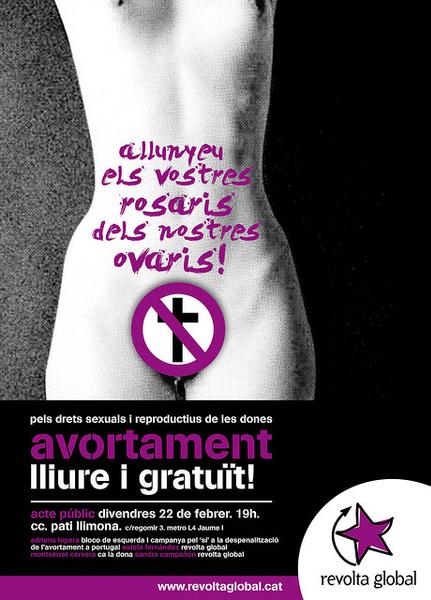 allunyeu
els vostres
rosaris
dels nostres
ovaris!
pels drets sexuals i reproductius de les dones
avortament
lliure i gratuït!
acte públic divendres 22 de febrer. 19h.
cc. pati llimona. c/regomir 3. metro L4 Jaume I
adriana lopera bloco de esquerda i campanya pel 'sí' a la despenalització
de l'avortament a portugal estela fernández revolta global
montserrat cervera ca la dona sandra campañón revolta global
revolta global
www.revoltaglobal.cat